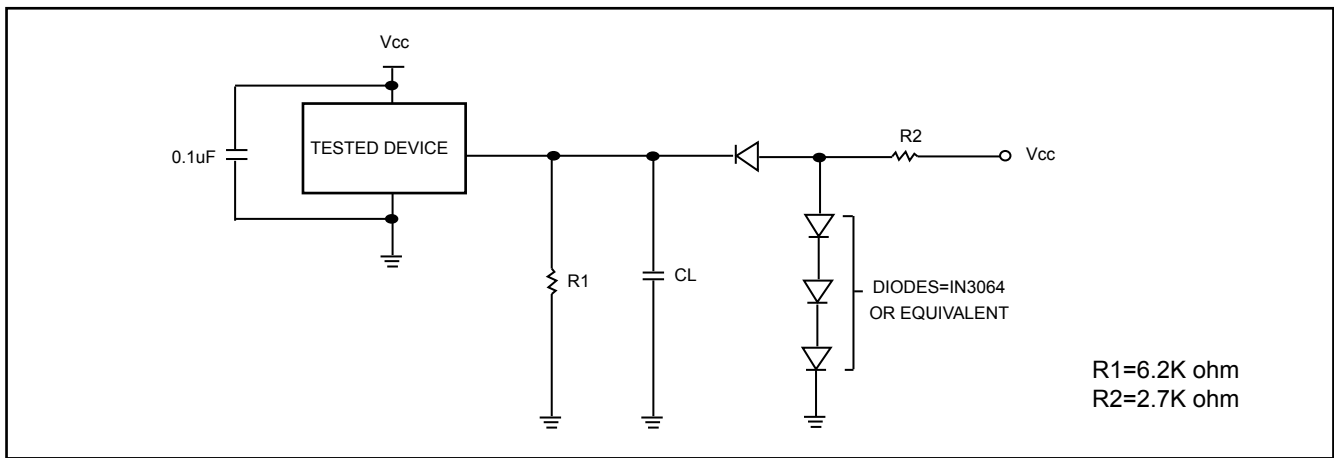 Vcc
0.1uF
TESTED DEVICE
R1
CL
R2
Vcc
DIODES=IN3064
OR EQUIVALENT
R1=6.2K ohm
R2=2.7K ohm